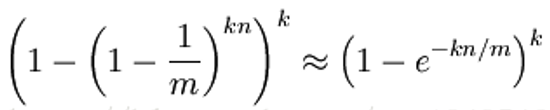 (1 − (1 − 1/m)^{kn})^k ≈ (1 − e^{−kn/m})^k